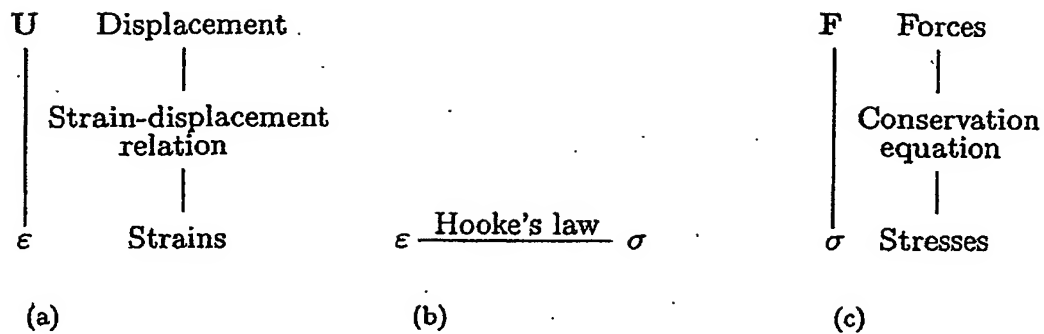 U Displacement F Forces
Strain-displacement
relation
Conservation
equation
ε Strains ε Hooke's law σ σ Stresses
(a) (b) (c)